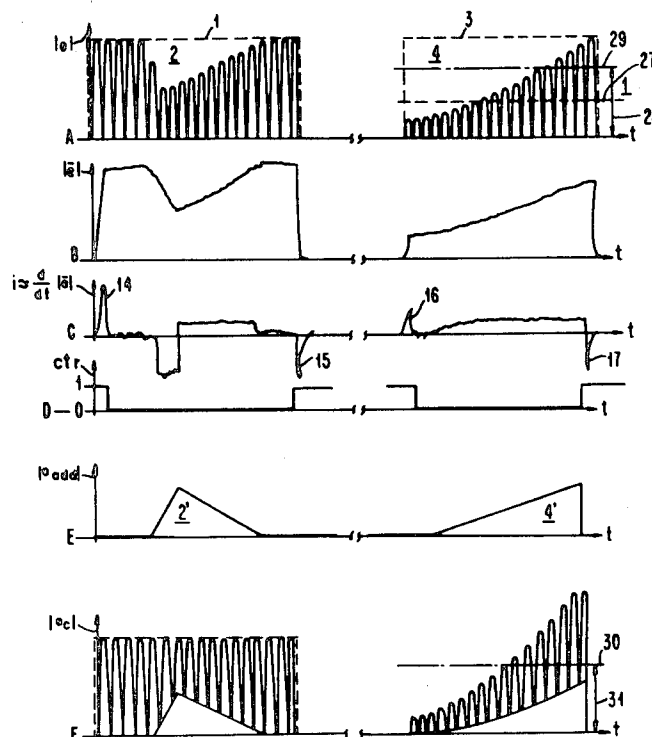 |e|
1
2
3
4
29
1
27
2
A
t
|e̅|
B
t
i ≈ d/dt |a̅|
14
16
C
t
15
17
ctr
1
D—0
t
|e add|
2'
4'
E
t
|e c|
30
31
F
t